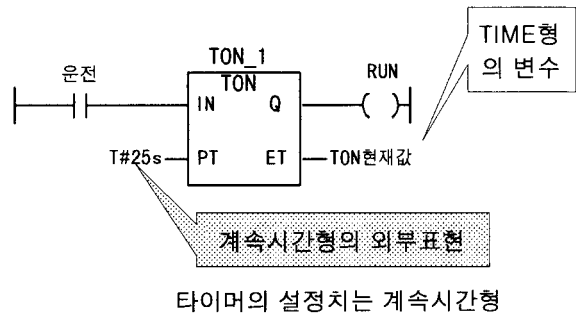 TIME형
의 변수
TON_1
운전
TON
RUN
IN
Q
T#25s
PT
ET
TON현재값
계속시간형의 외부표현
타이머의 설정치는 계속시간형